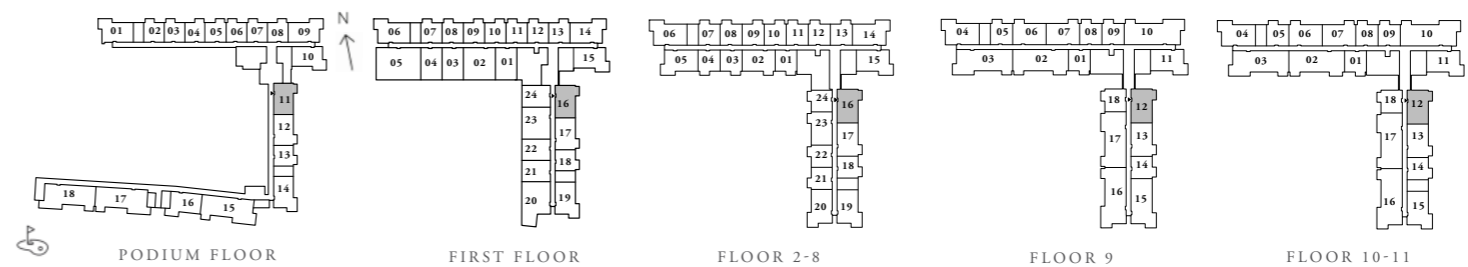 01 02 03 04 05 06 07 08 09
10
11
12
13
14
18 17 16 15
PODIUM FLOOR
N
06 07 08 09 10 11 12 13 14
05 04 03 02 01 15
24 16
23 17
22 18
21
20 19
FIRST FLOOR
06 07 08 09 10 11 12 13 14
05 04 03 02 01 15
24 16
23 17
22 18
21
20 19
FLOOR 2-8
04 05 06 07 08 09 10
03 02 01 11
18 12
17 13
14
16 15
FLOOR 9
04 05 06 07 08 09 10
03 02 01 11
18 12
17 13
14
16 15
FLOOR 10-11